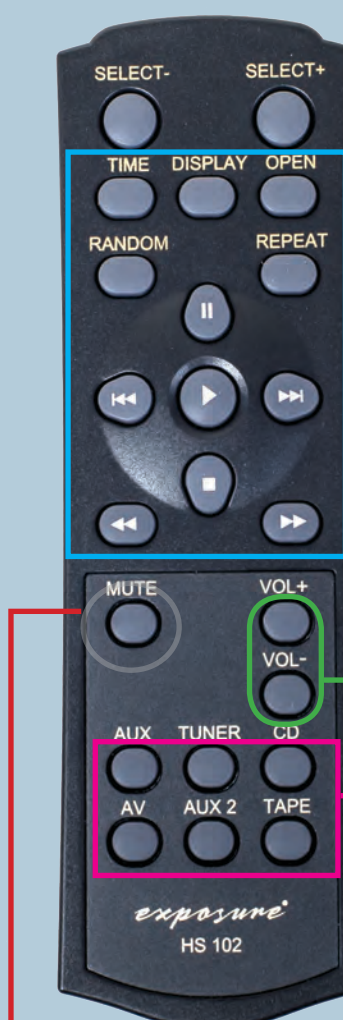 SELECT- SELECT+
TIME DISPLAY OPEN
RANDOM REPEAT
MUTE VOL+
VOL-
AUX TUNER CD
AV AUX 2 TAPE
exposure
HS 102